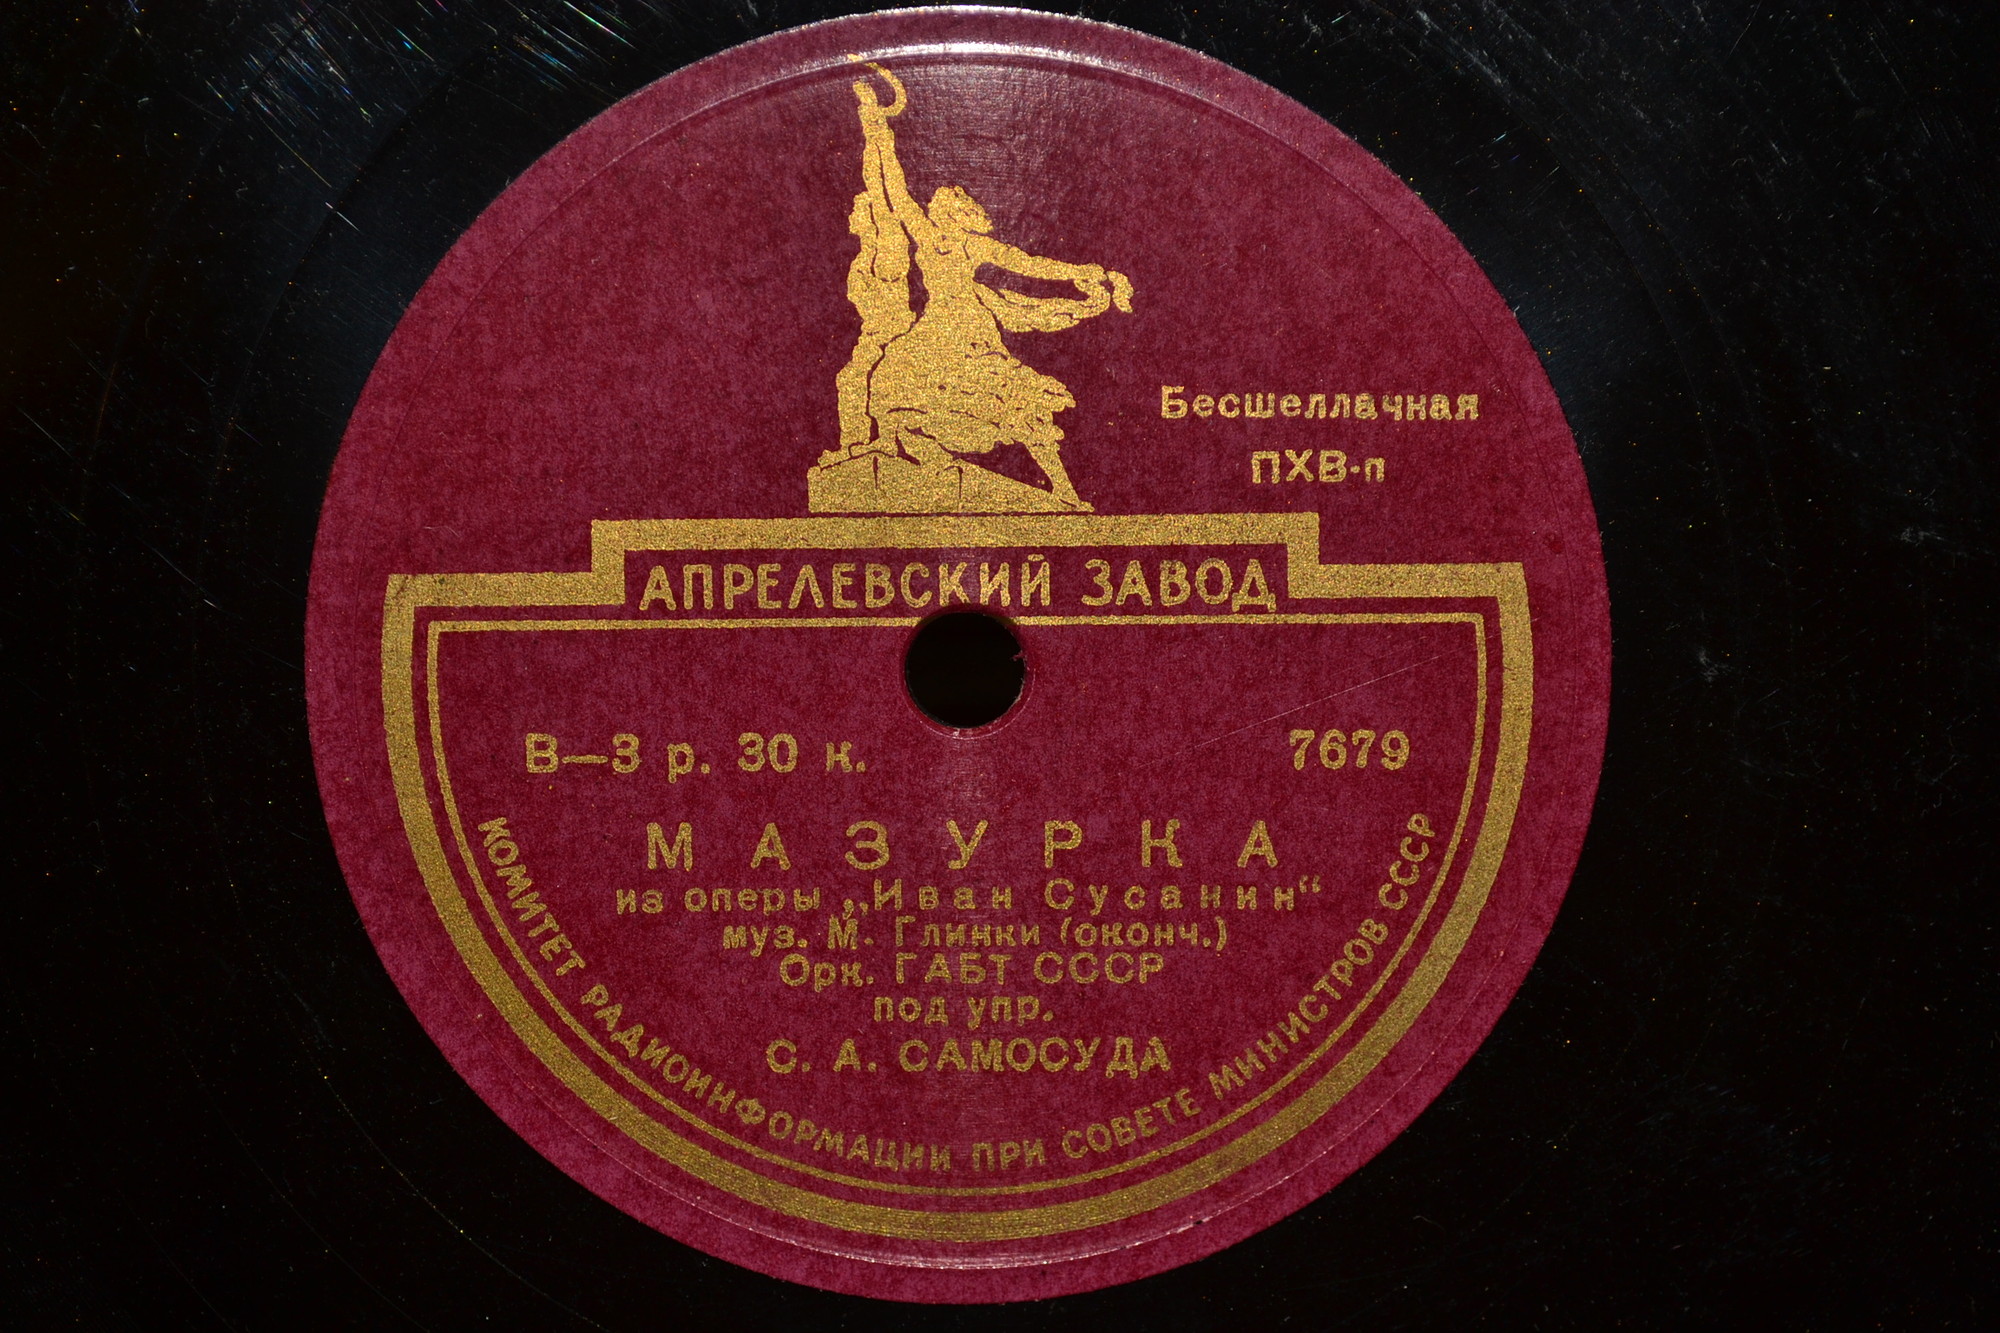 Бесшеллачная
ПХВ-п
АПРЕЛЕВСКИЙ ЗАВОД
В—3 р. 30 к. 7679
МАЗУРКА
из оперы „Иван Сусанин“
муз. М. Глинки (оконч.)
Орк. ГАБТ СССР
под упр.
С. А. САМОСУДА
КОМИТЕТ РАДИОИНФОРМАЦИИ ПРИ СОВЕТЕ МИНИСТРОВ СССР